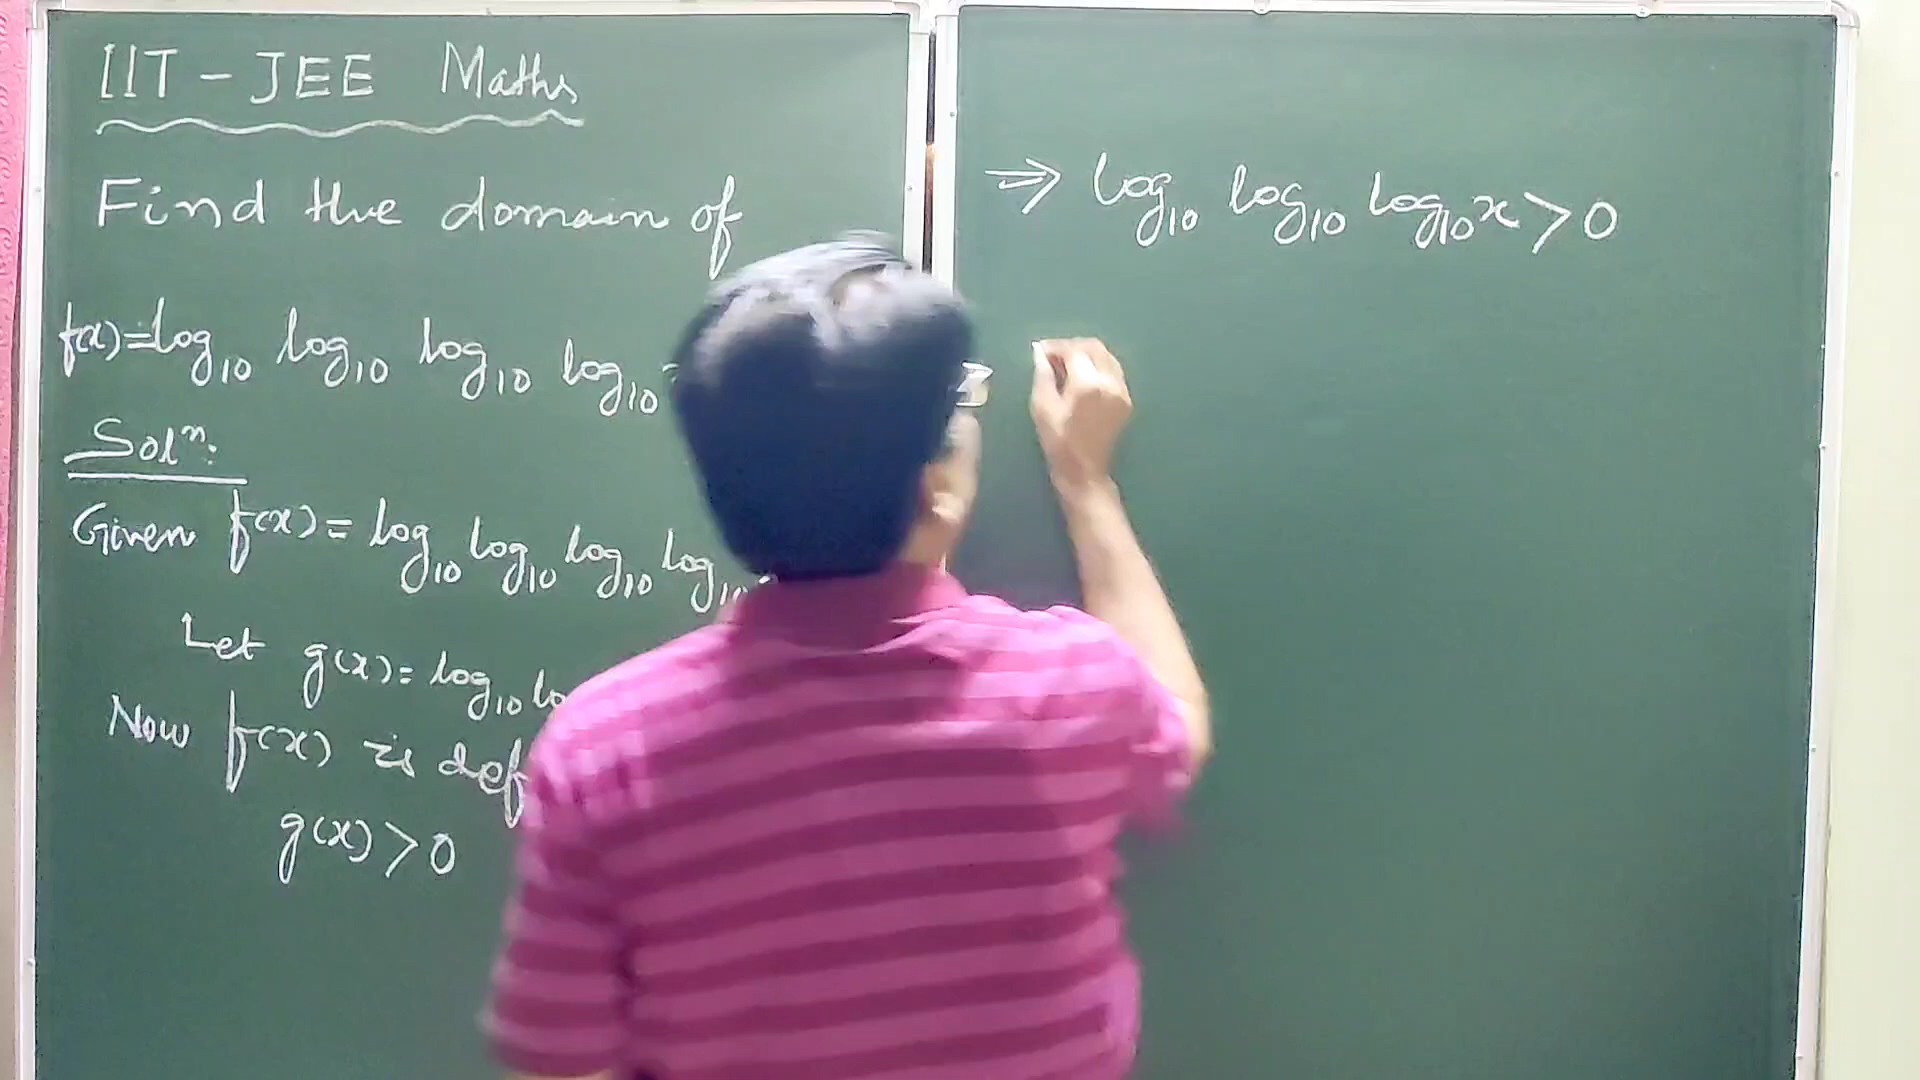 IIT - JEE Maths
Find the domain of
f(x)=log₁₀ log₁₀ log₁₀ log₁₀
Solⁿ:
Given f(x) = log₁₀ log₁₀ log₁₀ log₁₀
Let g(x) = log₁₀
Now f(x) is
g(x) > 0
⇒ log₁₀ log₁₀ log₁₀x > 0